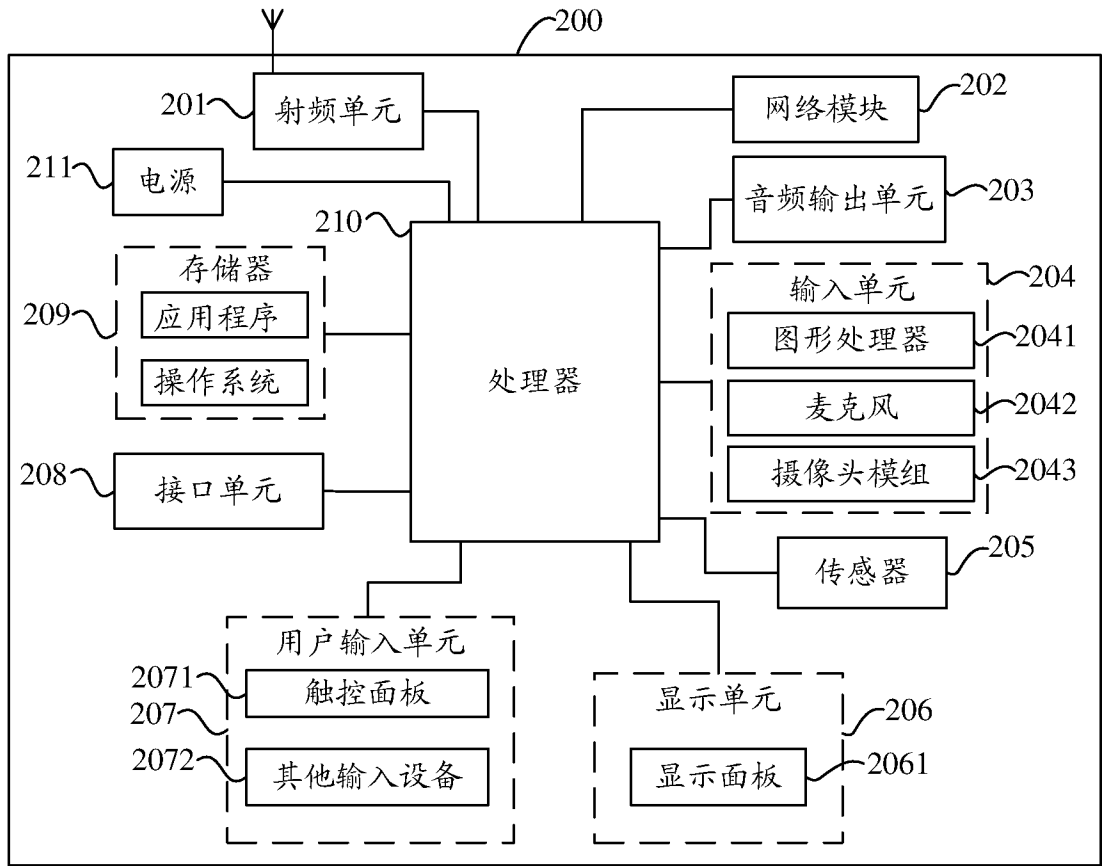 200
201
射频单元
网络模块
202
211
电源
音频输出单元
203
210
存储器
209
应用程序
操作系统
输入单元
204
图形处理器
2041
麦克风
2042
摄像头模组
2043
处理器
208
接口单元
传感器
205
用户输入单元
2071
触控面板
207
2072
其他输入设备
显示单元
206
显示面板
2061